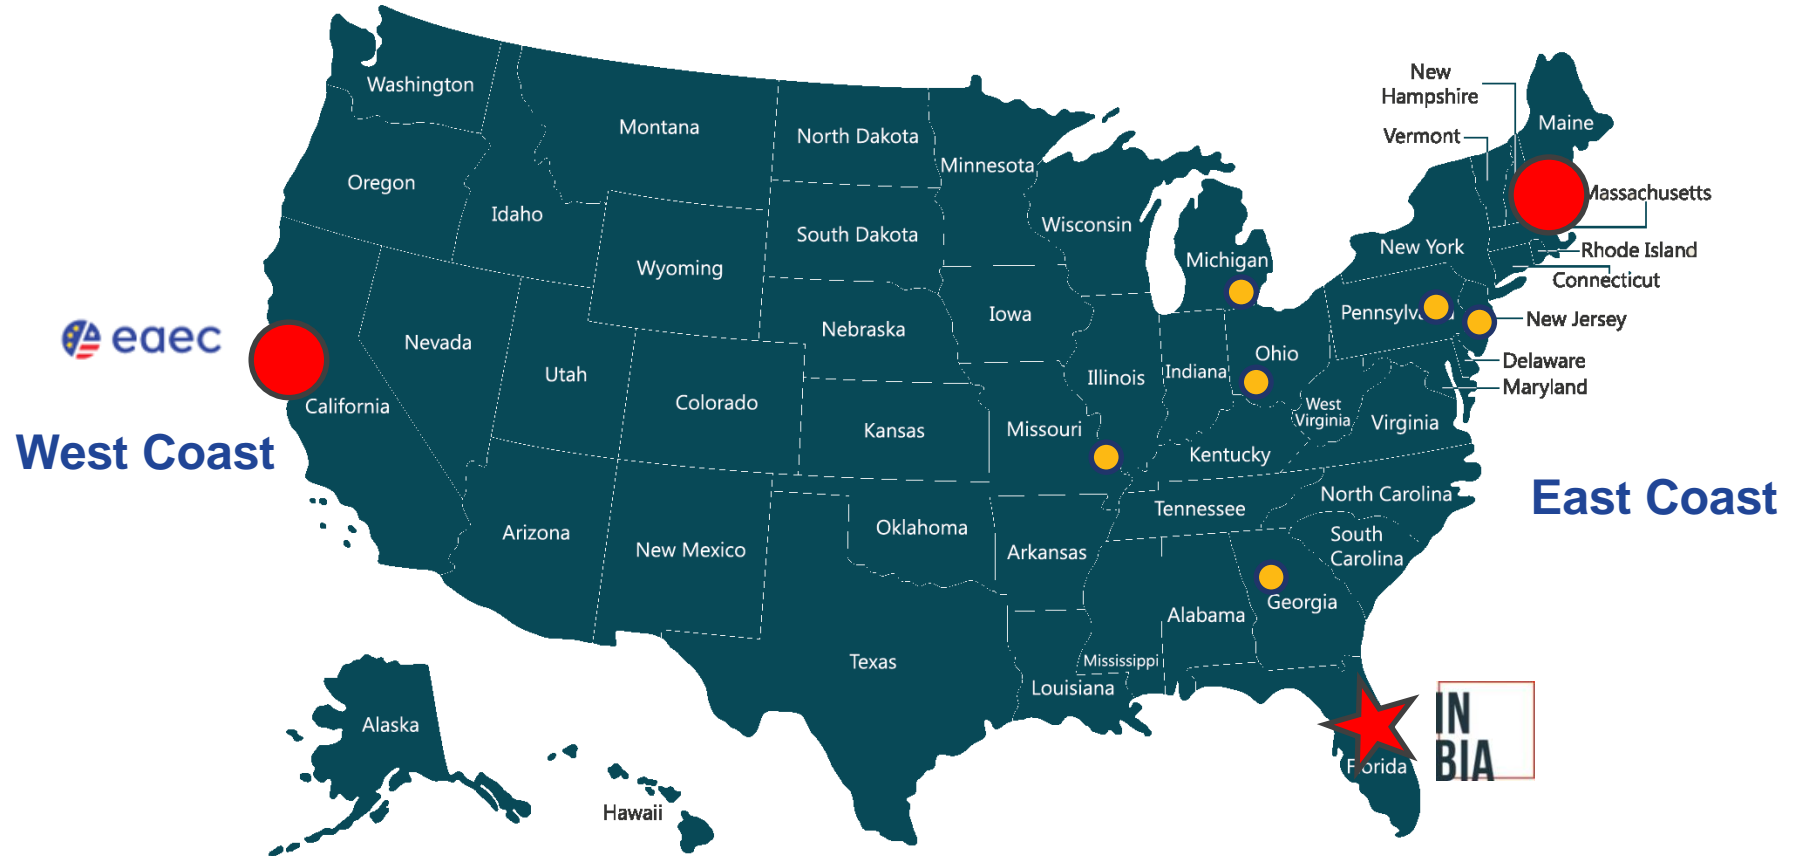 New
Hampshire
Washington
Maine
Montana
North Dakota
Vermont
Minnesota
Oregon
Massachusetts
Idaho
Wisconsin
South Dakota
New York
Rhode Island
Michigan
Wyoming
Connecticut
Iowa
Pennsylva
New Jersey
Nebraska
eaec
Nevada
Ohio
Delaware
Utah
Illinois
Indiana
Maryland
Colorado
California
West
Virginia
Virginia
Kansas
Missouri
West Coast
Kentucky
North Carolina
East Coast
Tennessee
Oklahoma
Arizona
South
Carolina
New Mexico
Arkansas
Georgia
Alabama
Texas
Mississippi
Louisiana
IN
BIA
Alaska
Florida
Hawaii